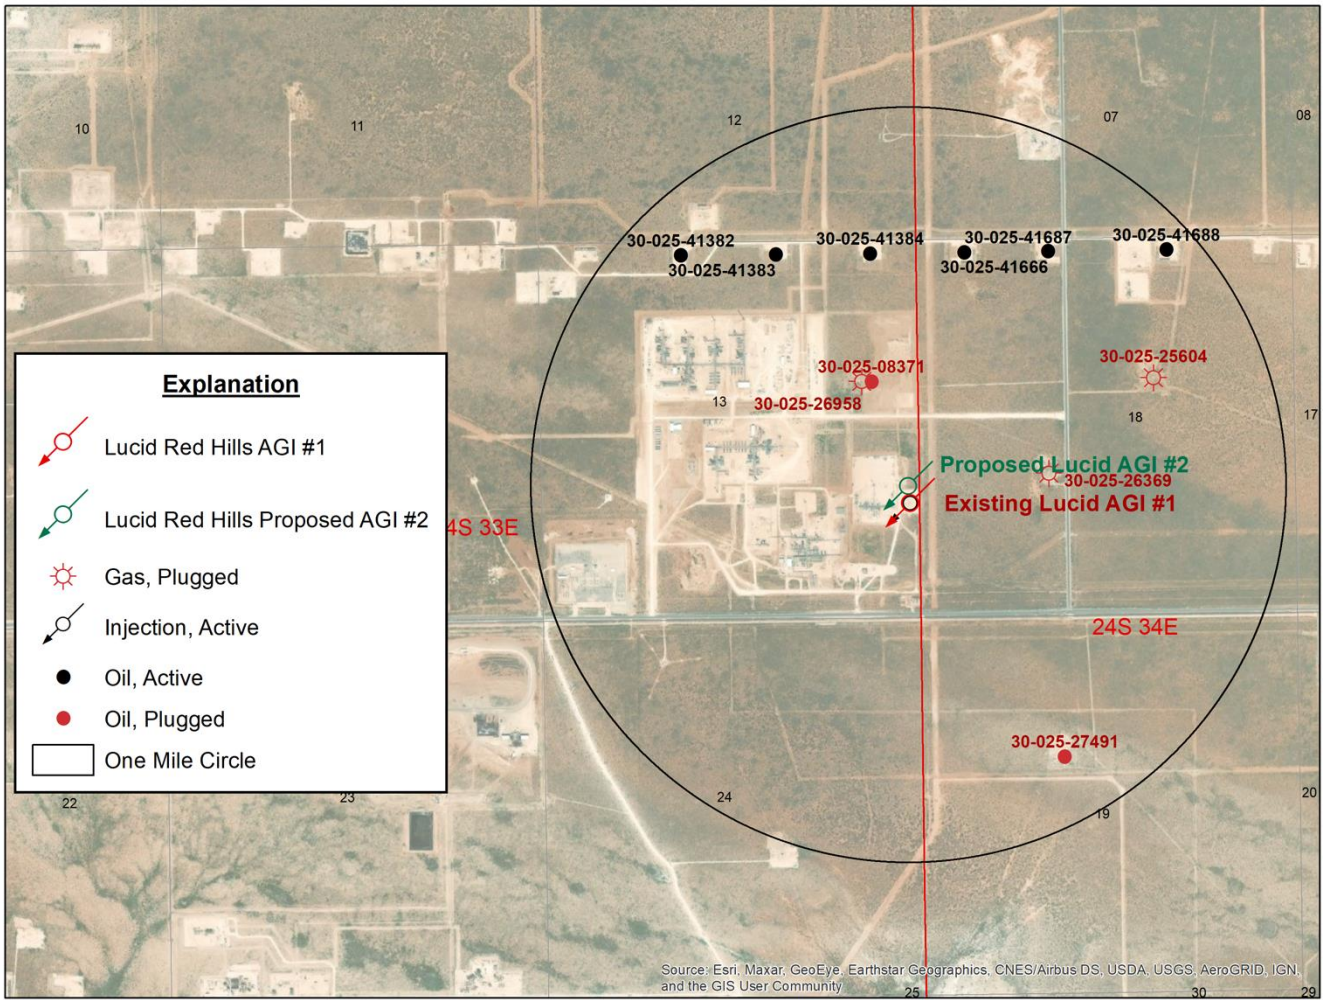 10
11
12
07
08
30-025-41382
30-025-41383
30-025-41384
30-025-41687
30-025-41666
30-025-41688
30-025-08371
30-025-26958
13
30-025-25604
18
17
Proposed Lucid AGI #2
30-025-26369
Existing Lucid AGI #1
4S 33E
24S 34E
Explanation
Lucid Red Hills AGI #1
Lucid Red Hills Proposed AGI #2
Gas, Plugged
Injection, Active
Oil, Active
Oil, Plugged
One Mile Circle
30-025-27491
22
23
24
19
20
Source: Esri, Maxar, GeoEye, Earthstar Geographics, CNES/Airbus DS, USDA, USGS, AeroGRID, IGN,
and the GIS User Community
25
30
29